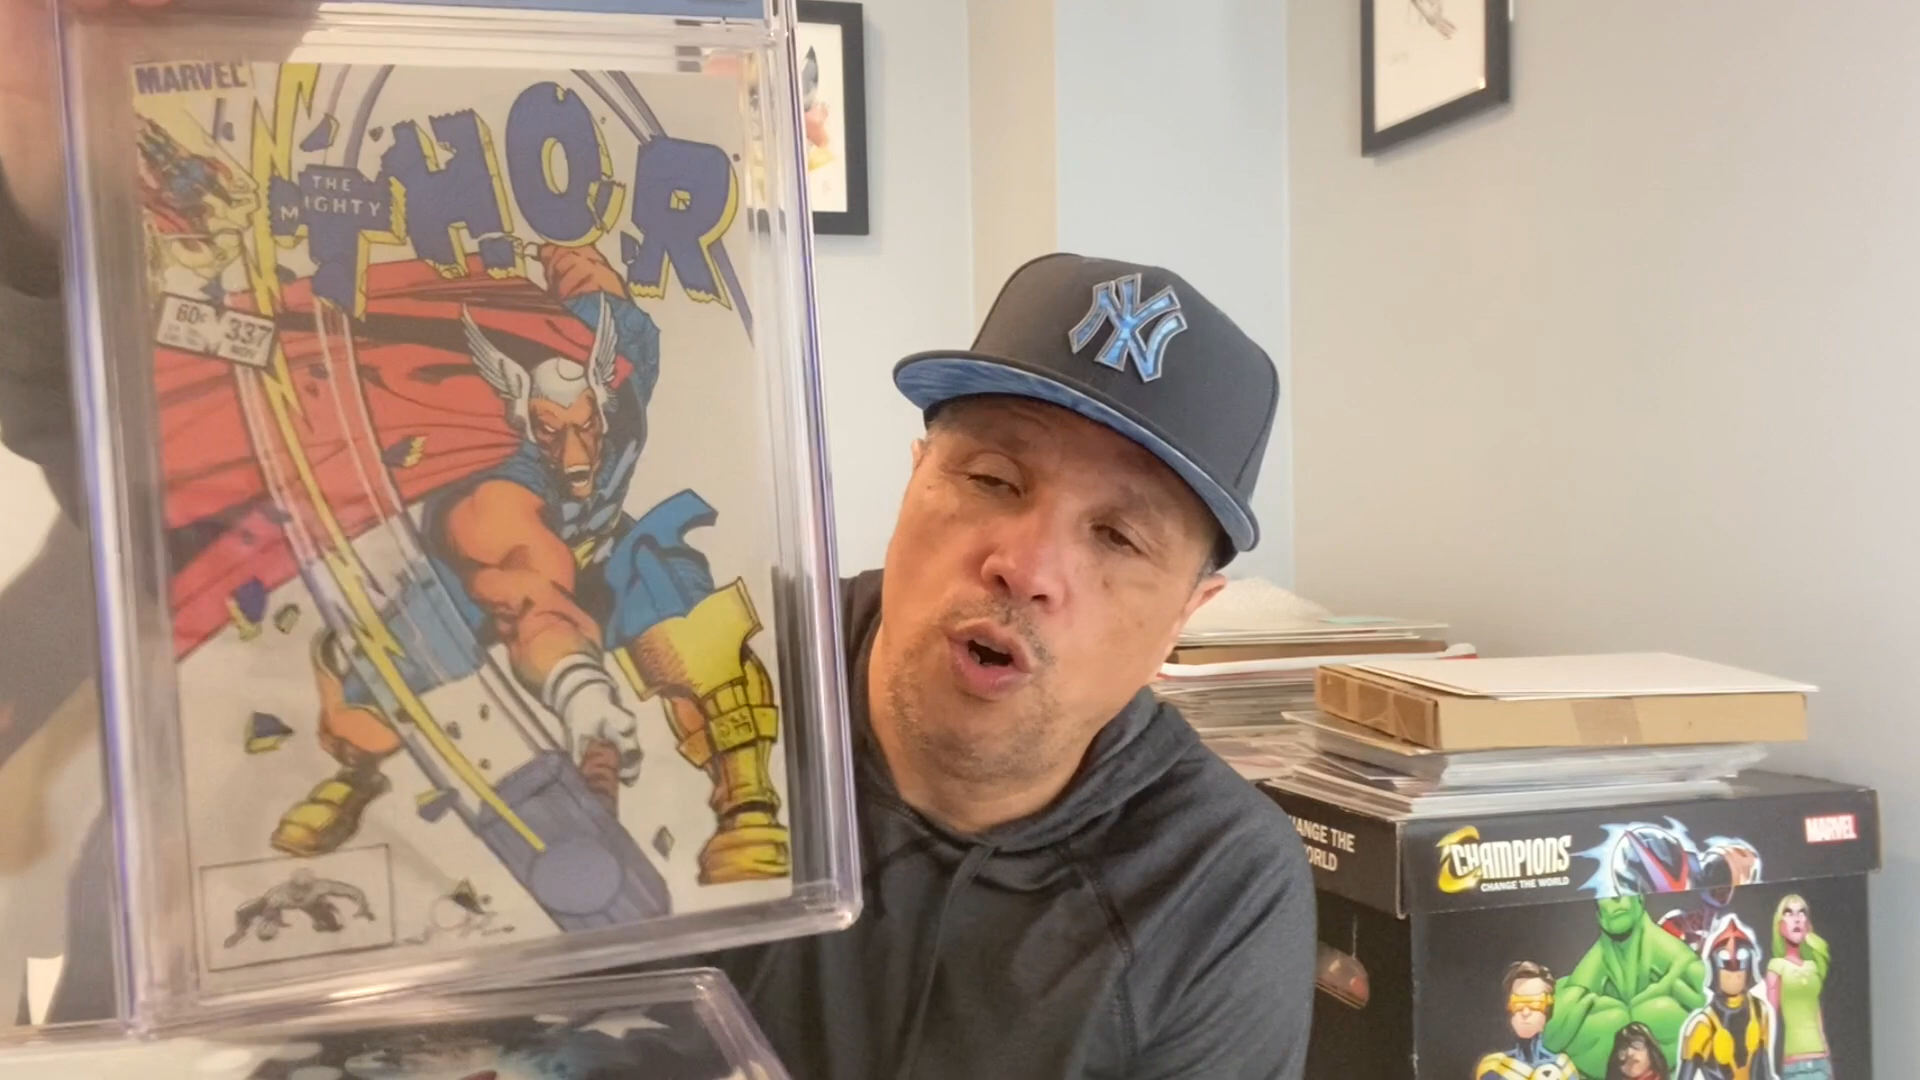 MARVEL
THE
MIGHTY
THOR
60¢
337
NOV
NY
ANGE THE
ORLD
CHAMPIONS
CHANGE THE WORLD
MARVEL